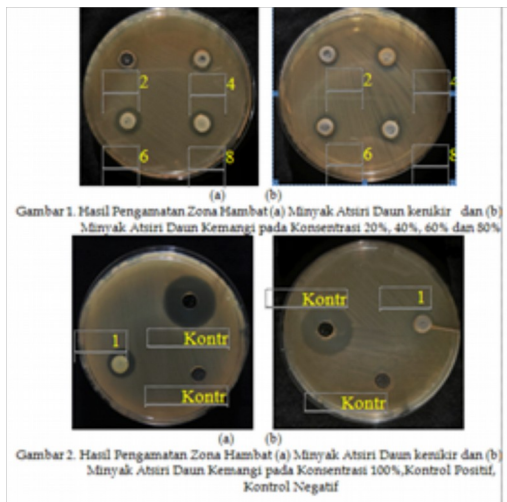 2 4 2 4
6 8 6 8
(a) (b)
Gambar 1. Hasil Pengamatan Zona Hambat (a) Minyak Atsiri Daun kenikir dan (b)
Minyak Atsiri Daun Kemangi pada Konsentrasi 20%, 40%, 60% dan 80%
Kontr 1
1 Kontr
Kontr Kontr
(a) (b)
Gambar 2. Hasil Pengamatan Zona Hambat (a) Minyak Atsiri Daun kenikir dan (b)
Minyak Atsiri Daun Kemangi pada Konsentrasi 100%,Kontrol Positif,
Kontrol Negatif